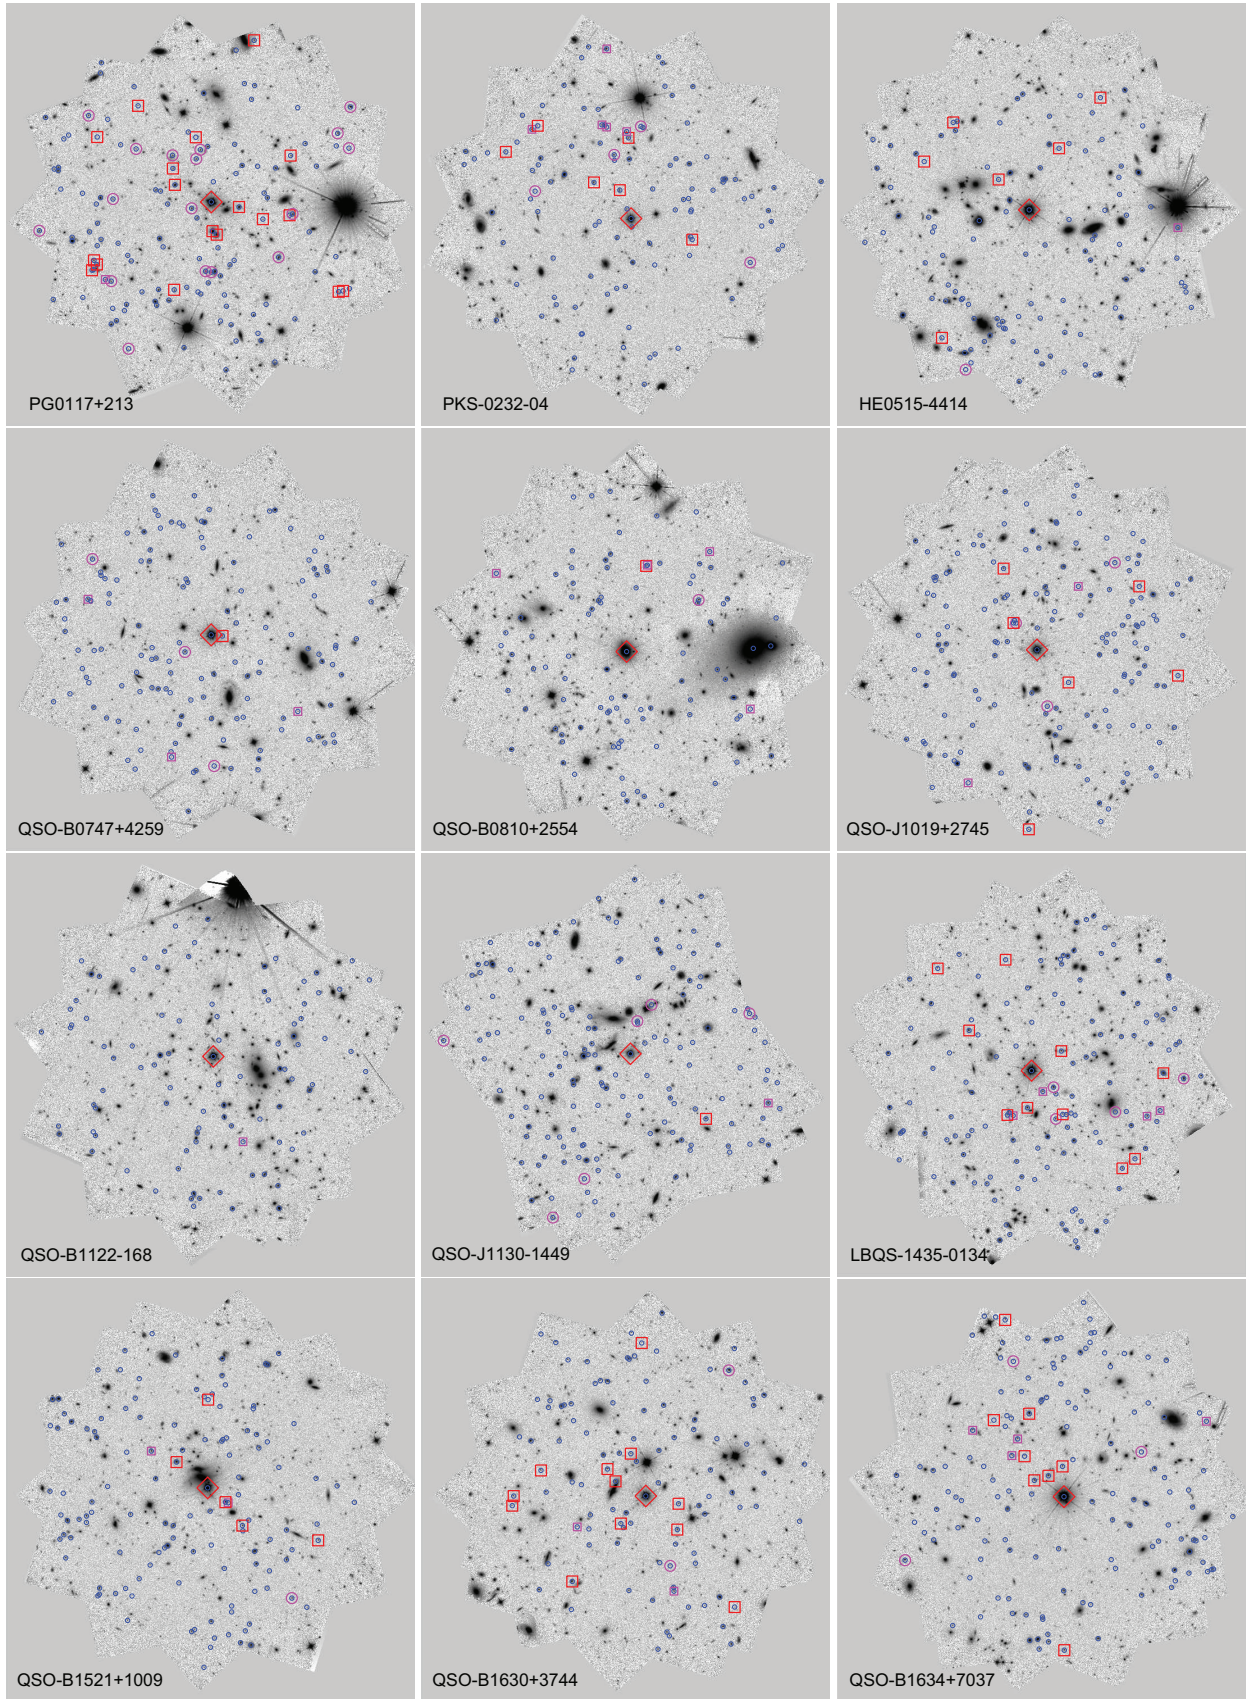 PG0117+213
PKS-0232-04
HE0515-4414
QSO-B0747+4259
QSO-B0810+2554
QSO-J1019+2745
QSO-B1122-168
QSO-J1130-1449
LBQS-1435-0134
QSO-B1521+1009
QSO-B1630+3744
QSO-B1634+7037